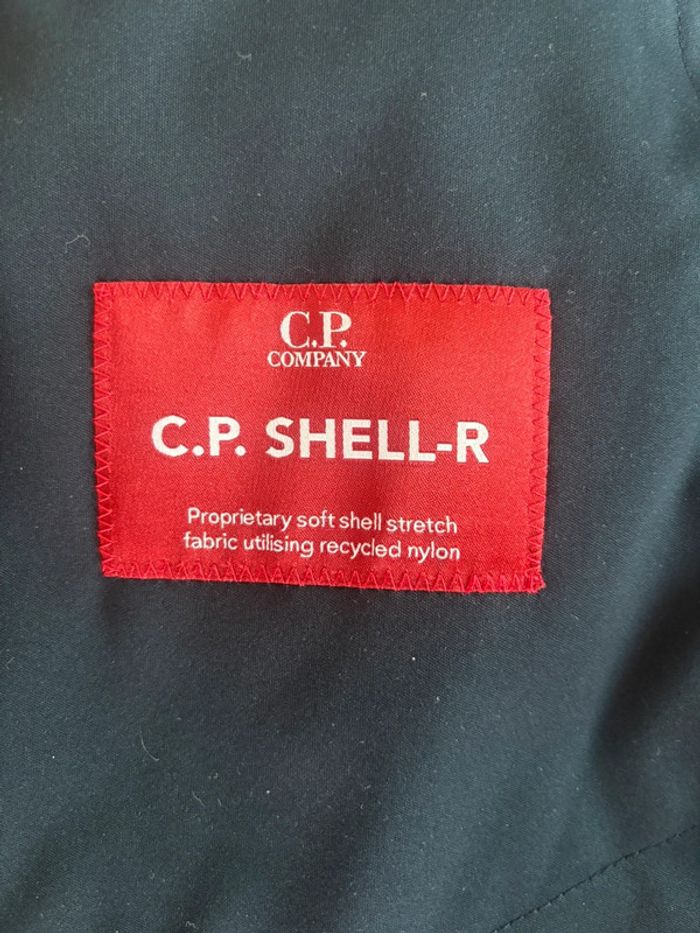 C.P.
COMPANY
C.P. SHELL-R
Proprietary soft shell stretch
fabric utilising recycled nylon